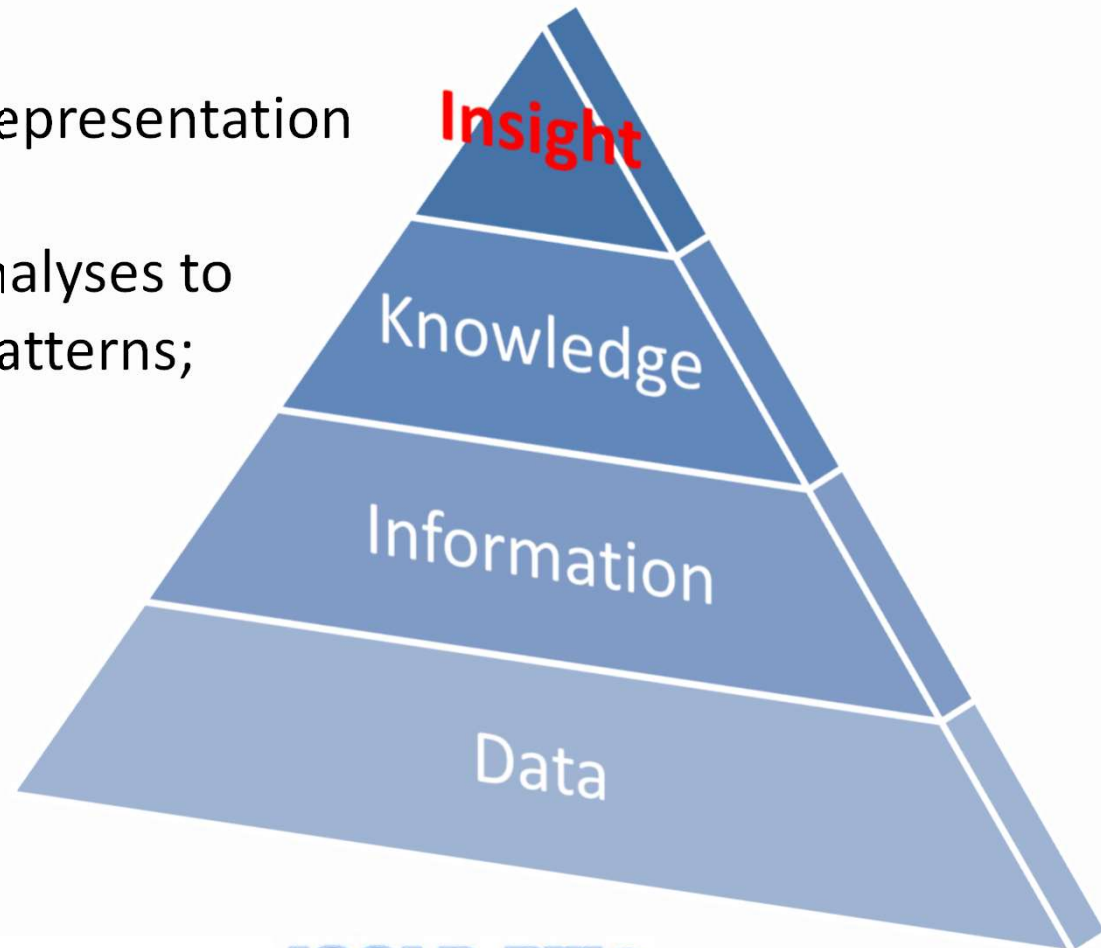 epresentation
Insight
nalyses to
Knowledge
atterns;
Information
Data